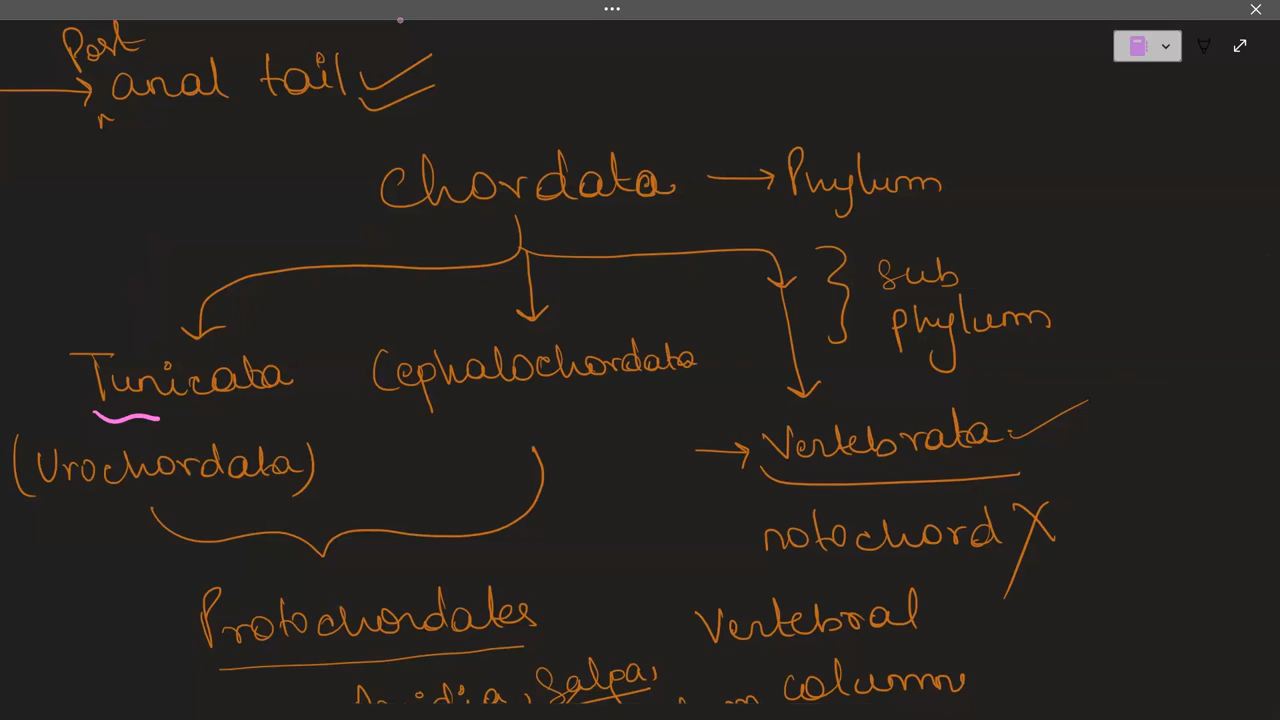 Post
anal tail
Chordata → Phylum
sub
phylum
Tunicata Cephalochordata
(Urochordata)
→ Vertebrata
notochord X
Protochordates
Vertebral
Salpa,
column